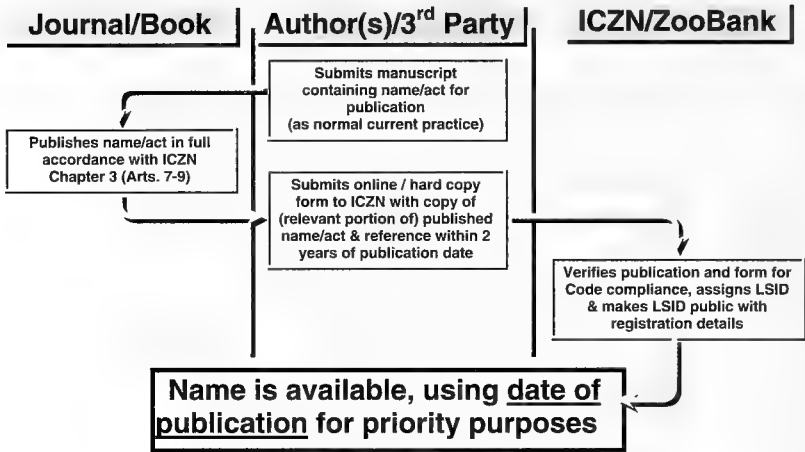 Journal/Book
Author(s)/3rd Party
ICZN/ZooBank
Submits manuscript
containing name/act for
publication
(as normal current practice)
Publishes name/act in full
accordance with ICZN
Chapter 3 (Arts. 7-9)
Submits online / hard copy
form to ICZN with copy of
(relevant portion of) published
name/act & reference within 2
years of publication date
Verifies publication and form for
Code compliance, assigns LSID
& makes LSID public with
registration details
Name is available, using date of
publication for priority purposes